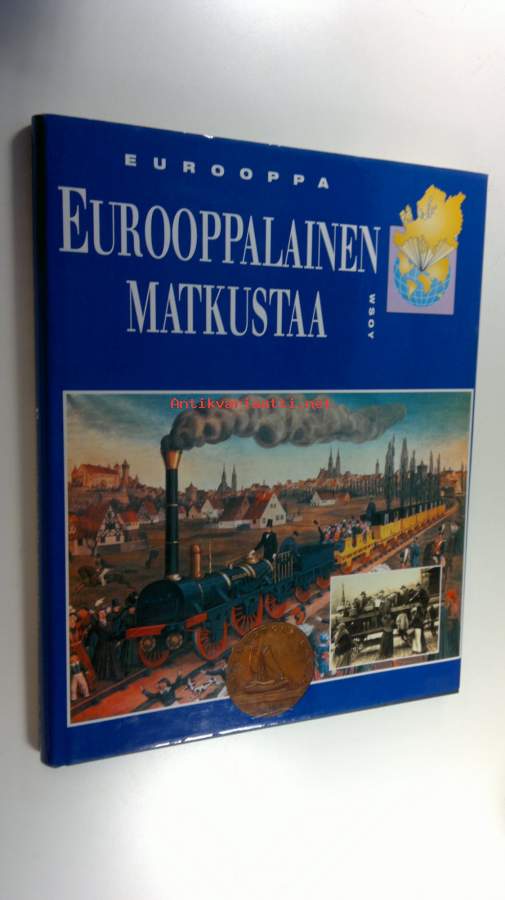 EUROOPPA
EUROOPPALAINEN
MATKUSTAA
WSOY
Antikvariaatti.net